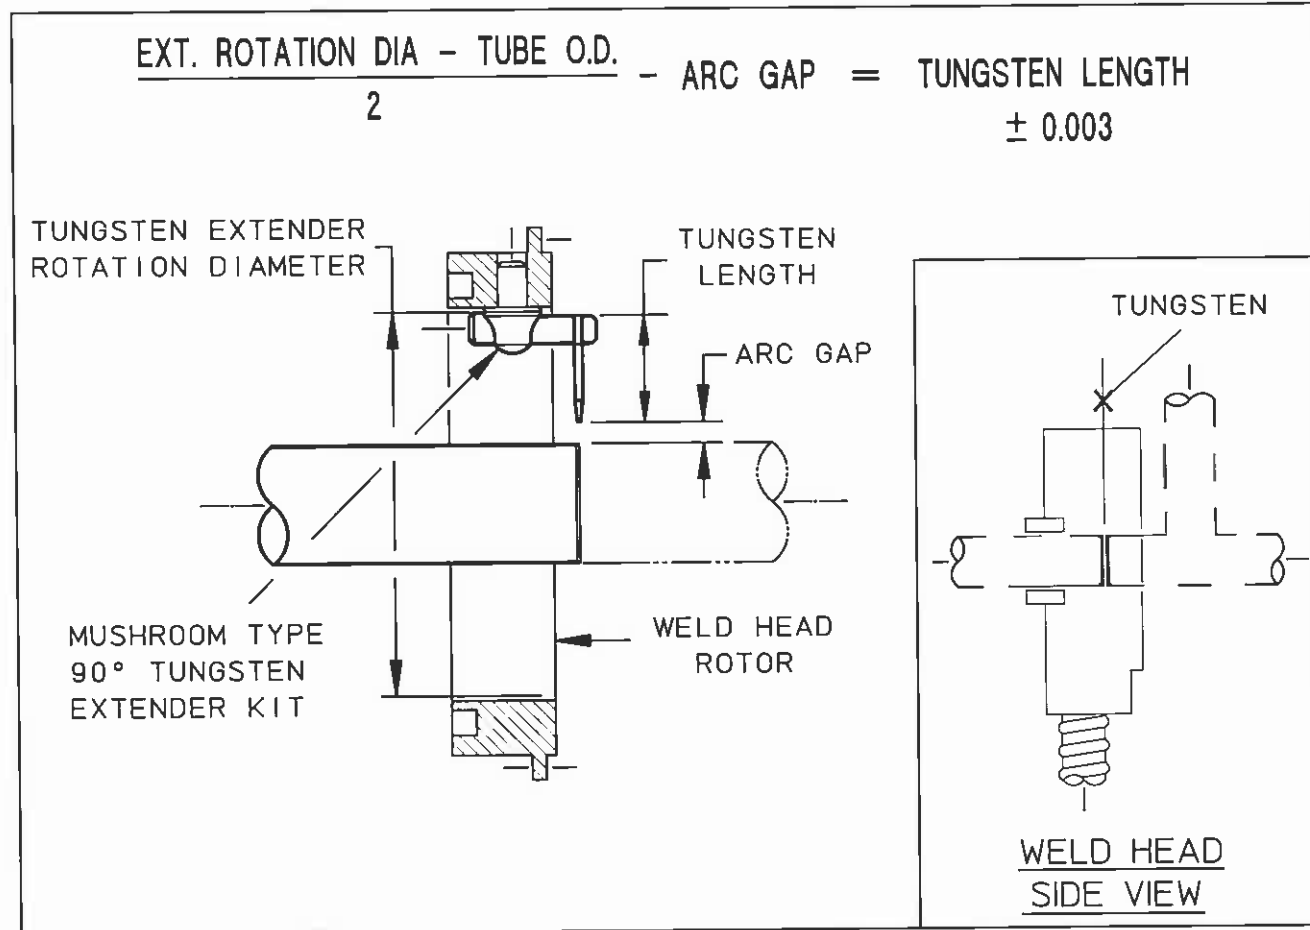 EXT. ROTATION DIA – TUBE O.D.
2
– ARC GAP = TUNGSTEN LENGTH
± 0.003
TUNGSTEN EXTENDER
ROTATION DIAMETER
TUNGSTEN
LENGTH
ARC GAP
MUSHROOM TYPE
90° TUNGSTEN
EXTENDER KIT
WELD HEAD
ROTOR
TUNGSTEN
WELD HEAD
SIDE VIEW